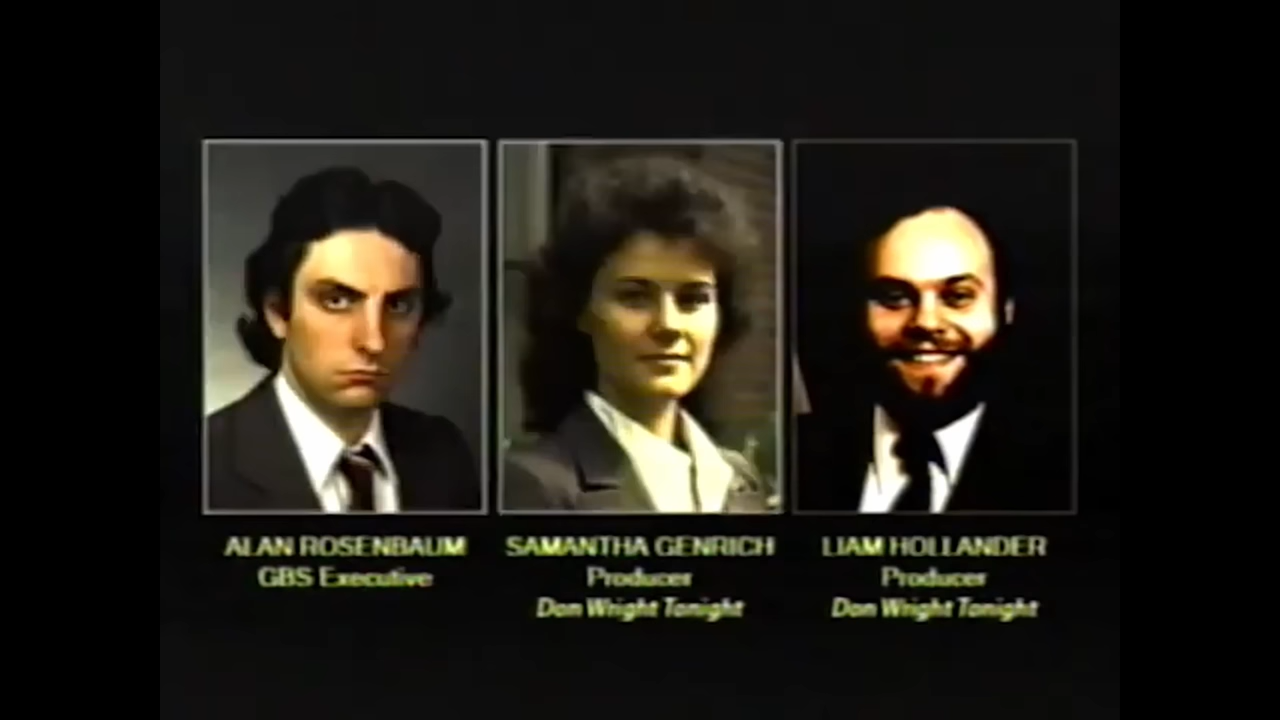 ALAN ROSENBAUM
GBS Executive
SAMANTHA GENRICH
Producer
Don Wright Tonight
LIAM HOLLANDER
Producer
Don Wright Tonight